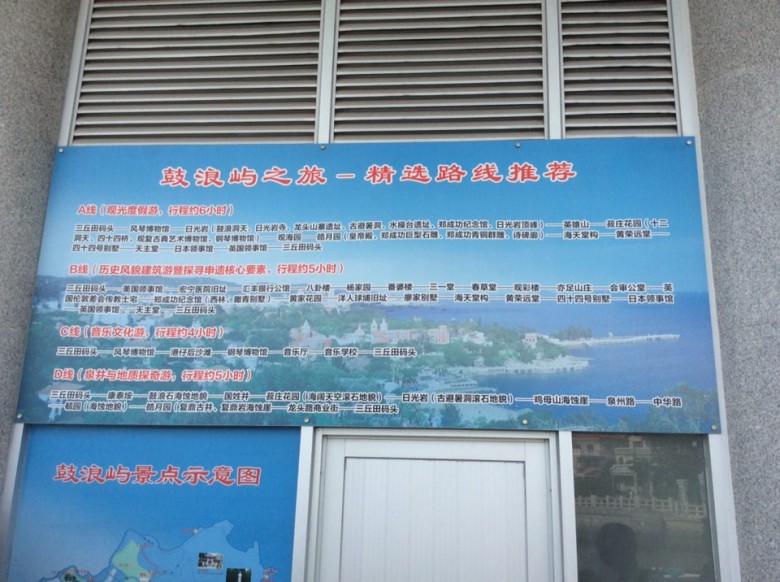 鼓浪屿之旅－精选路线推荐
A线（观光度假游、行程约6小时）
三丘田码头——风琴博物馆——日光岩（鼓浪洞天、日光岩寺、龙头山寨遗址、古避暑洞、水操台遗址、郑成功纪念馆、日光岩顶峰）——英雄山——菽庄花园（十二
洞天、四十四桥、观复古典艺术博物馆、钢琴博物馆）——观海园——皓月园（皇帝殿、郑成功巨型石雕、郑成功青铜群雕、诗碑廊）——海天堂构——黄荣远堂——
四十四号别墅——天主堂——日本领事馆——英国领事馆——三丘田码头
B线（历史风貌建筑游暨探寻申遗核心要素、行程约5小时）
三丘田码头——美国领事馆——宏宁医院旧址——汇丰银行公馆——八卦楼——杨家园——番婆楼——三一堂——春草堂——观彩楼——亦足山庄——会审公堂——英
国伦敦差会传教士宅——郑成功纪念馆（西林、瞰青别墅）——黄家花园——洋人球埔旧址——廖家别墅——海天堂构——黄荣远堂——四十四号别墅——日本领事馆
——英国领事馆——天主堂——三丘田码头
C线（音乐文化游、行程约4小时）
三丘田码头——风琴博物馆——港仔后沙滩——钢琴博物馆——音乐厅——音乐学校——三丘田码头
D线（泉井与地质探奇游、行程约5小时）
三丘田码头——康泰垵——鼓浪石海蚀地貌——国姓井——菽庄花园（海阔天空滚石地貌）——日光岩（古避暑洞滚石地貌）——鸡母山海蚀崖——泉州路——中华路
——毓园（海蚀地貌）——皓月园（复鼎古井、复鼎岩海蚀崖）——龙头路商业街——三丘田码头
鼓浪屿景点示意图